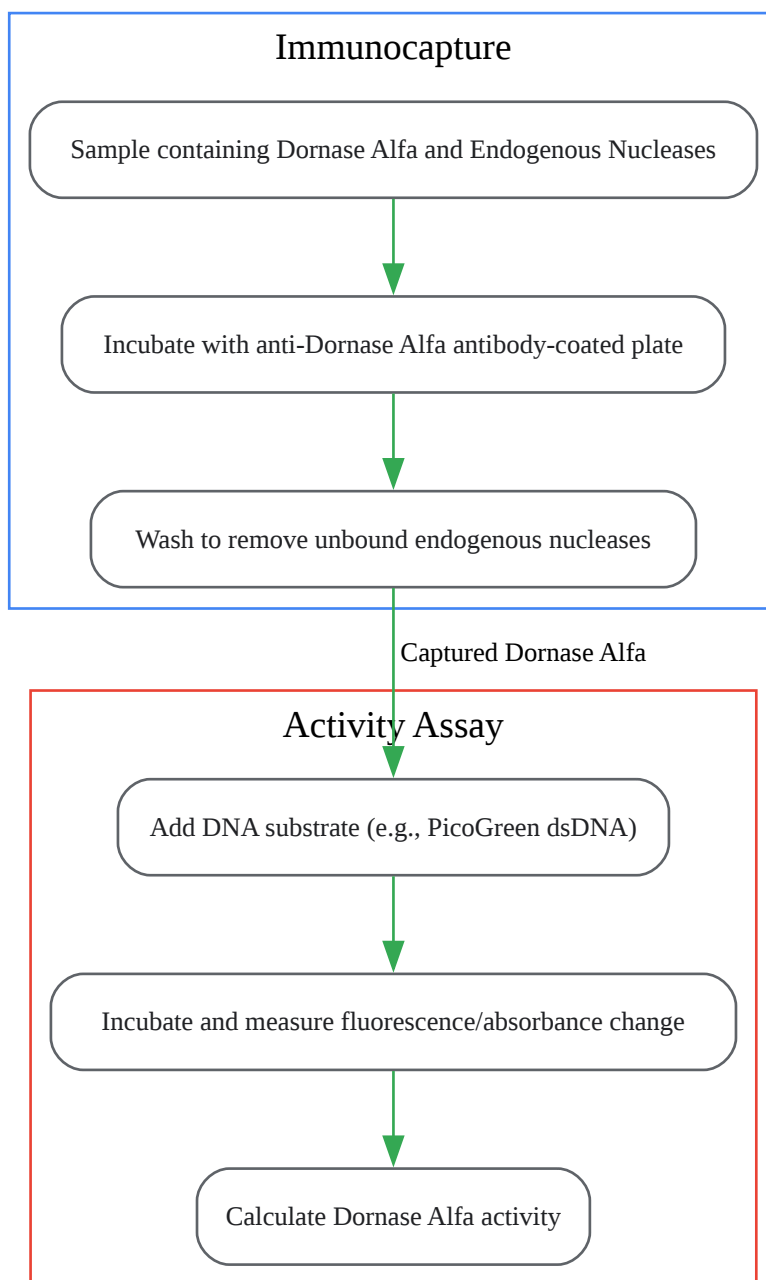 Immunocapture
Sample containing Dornase Alfa and Endogenous Nucleases
Incubate with anti-Dornase Alfa antibody-coated plate
Wash to remove unbound endogenous nucleases
Captured Dornase Alfa
Activity Assay
Add DNA substrate (e.g., PicoGreen dsDNA)
Incubate and measure fluorescence/absorbance change
Calculate Dornase Alfa activity